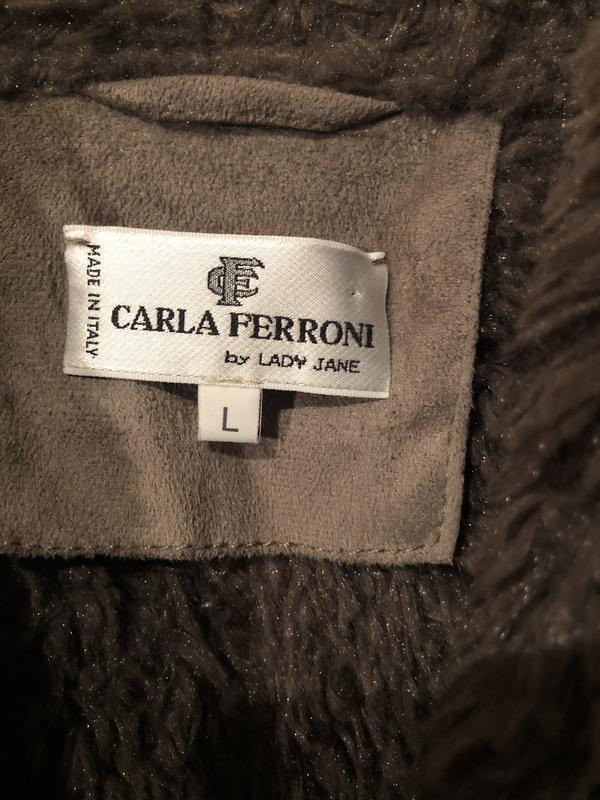 CF
CARLA FERRONI
by LADY JANE
MADE IN ITALY
L